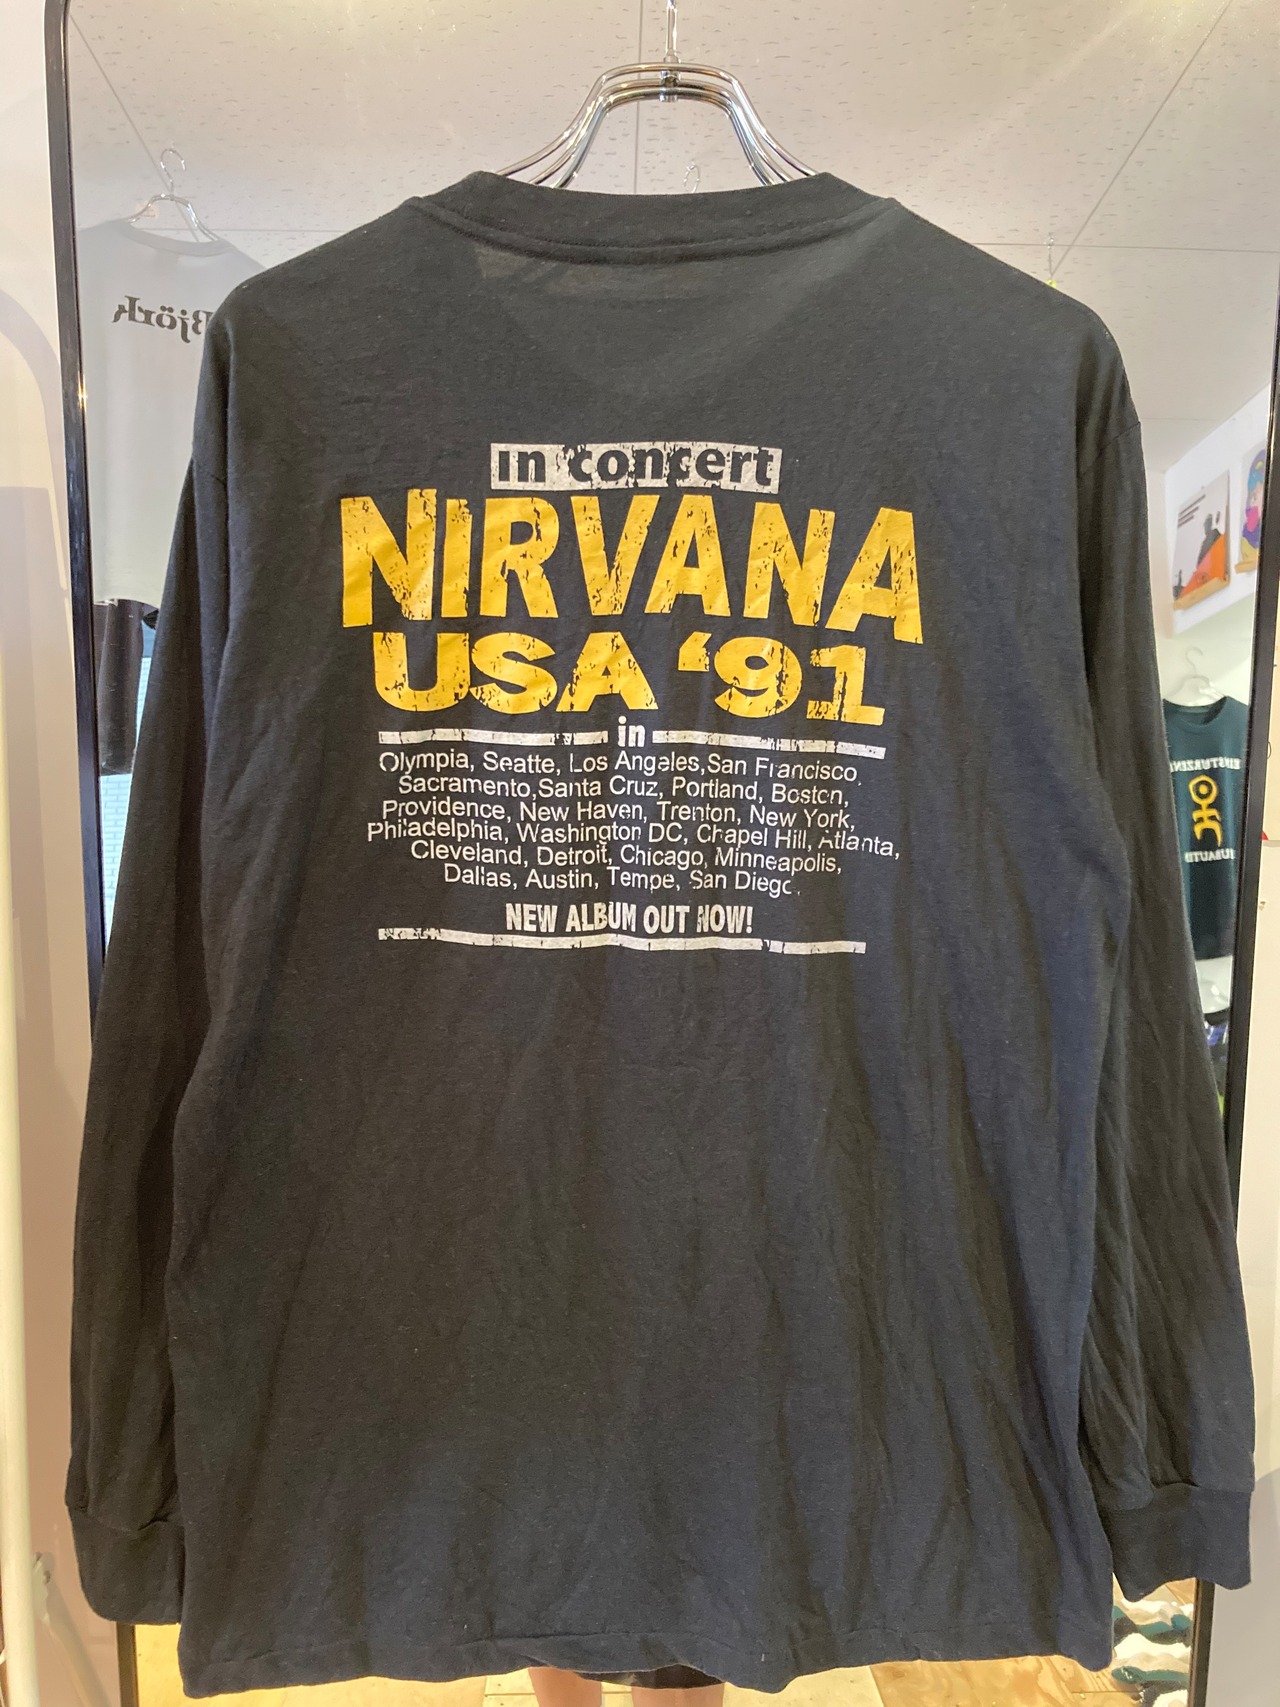 in concert
NIRVANA
USA '91
in
Olympia, Seatte, Los Angeles,San Francisco,
Sacramento,Santa Cruz, Portland, Boston,
Providence, New Haven, Trenton, New York,
Philadelphia, Washington DC, Chapel Hill, Atlanta,
Cleveland, Detroit, Chicago, Minneapolis,
Dallas, Austin, Tempe, San Diego,
NEW ALBUM OUT NOW!
Björk